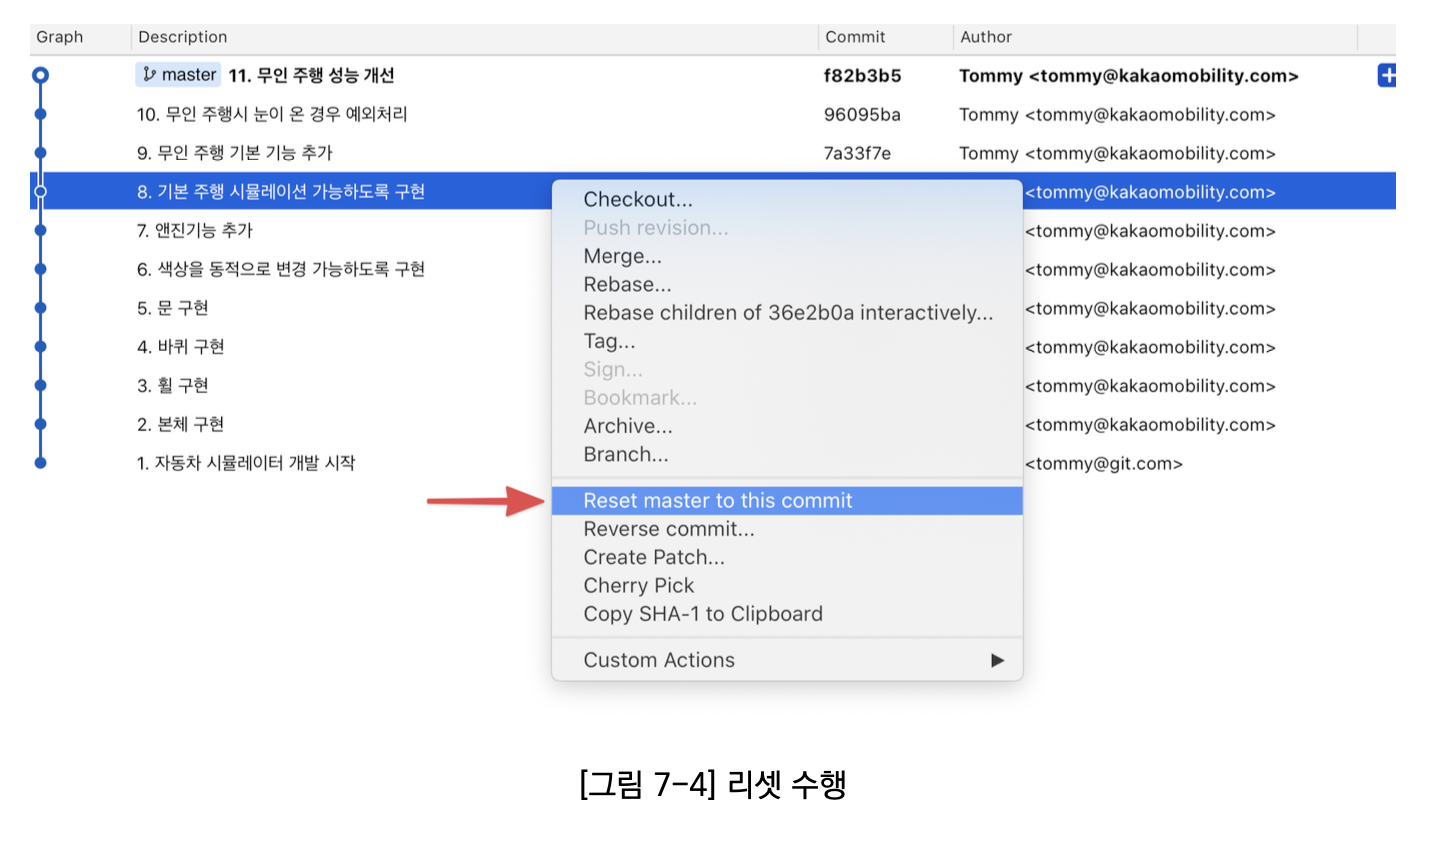 Graph Description Commit Author
master 11. 무인 주행 성능 개선 f82b3b5 Tommy <tommy@kakaomobility.com>
10. 무인 주행시 눈이 온 경우 예외처리 96095ba Tommy <tommy@kakaomobility.com>
9. 무인 주행 기본 기능 추가 7a33f7e Tommy <tommy@kakaomobility.com>
8. 기본 주행 시뮬레이션 가능하도록 구현 <tommy@kakaomobility.com>
7. 앤진기능 추가 <tommy@kakaomobility.com>
6. 색상을 동적으로 변경 가능하도록 구현 <tommy@kakaomobility.com>
5. 문 구현 <tommy@kakaomobility.com>
4. 바퀴 구현 <tommy@kakaomobility.com>
3. 휠 구현 <tommy@kakaomobility.com>
2. 본체 구현 <tommy@kakaomobility.com>
1. 자동차 시뮬레이터 개발 시작 <tommy@git.com>
Checkout...
Push revision...
Merge...
Rebase...
Rebase children of 36e2b0a interactively...
Tag...
Sign...
Bookmark...
Archive...
Branch...
Reset master to this commit
Reverse commit...
Create Patch...
Cherry Pick
Copy SHA-1 to Clipboard
Custom Actions
[그림 7-4] 리셋 수행